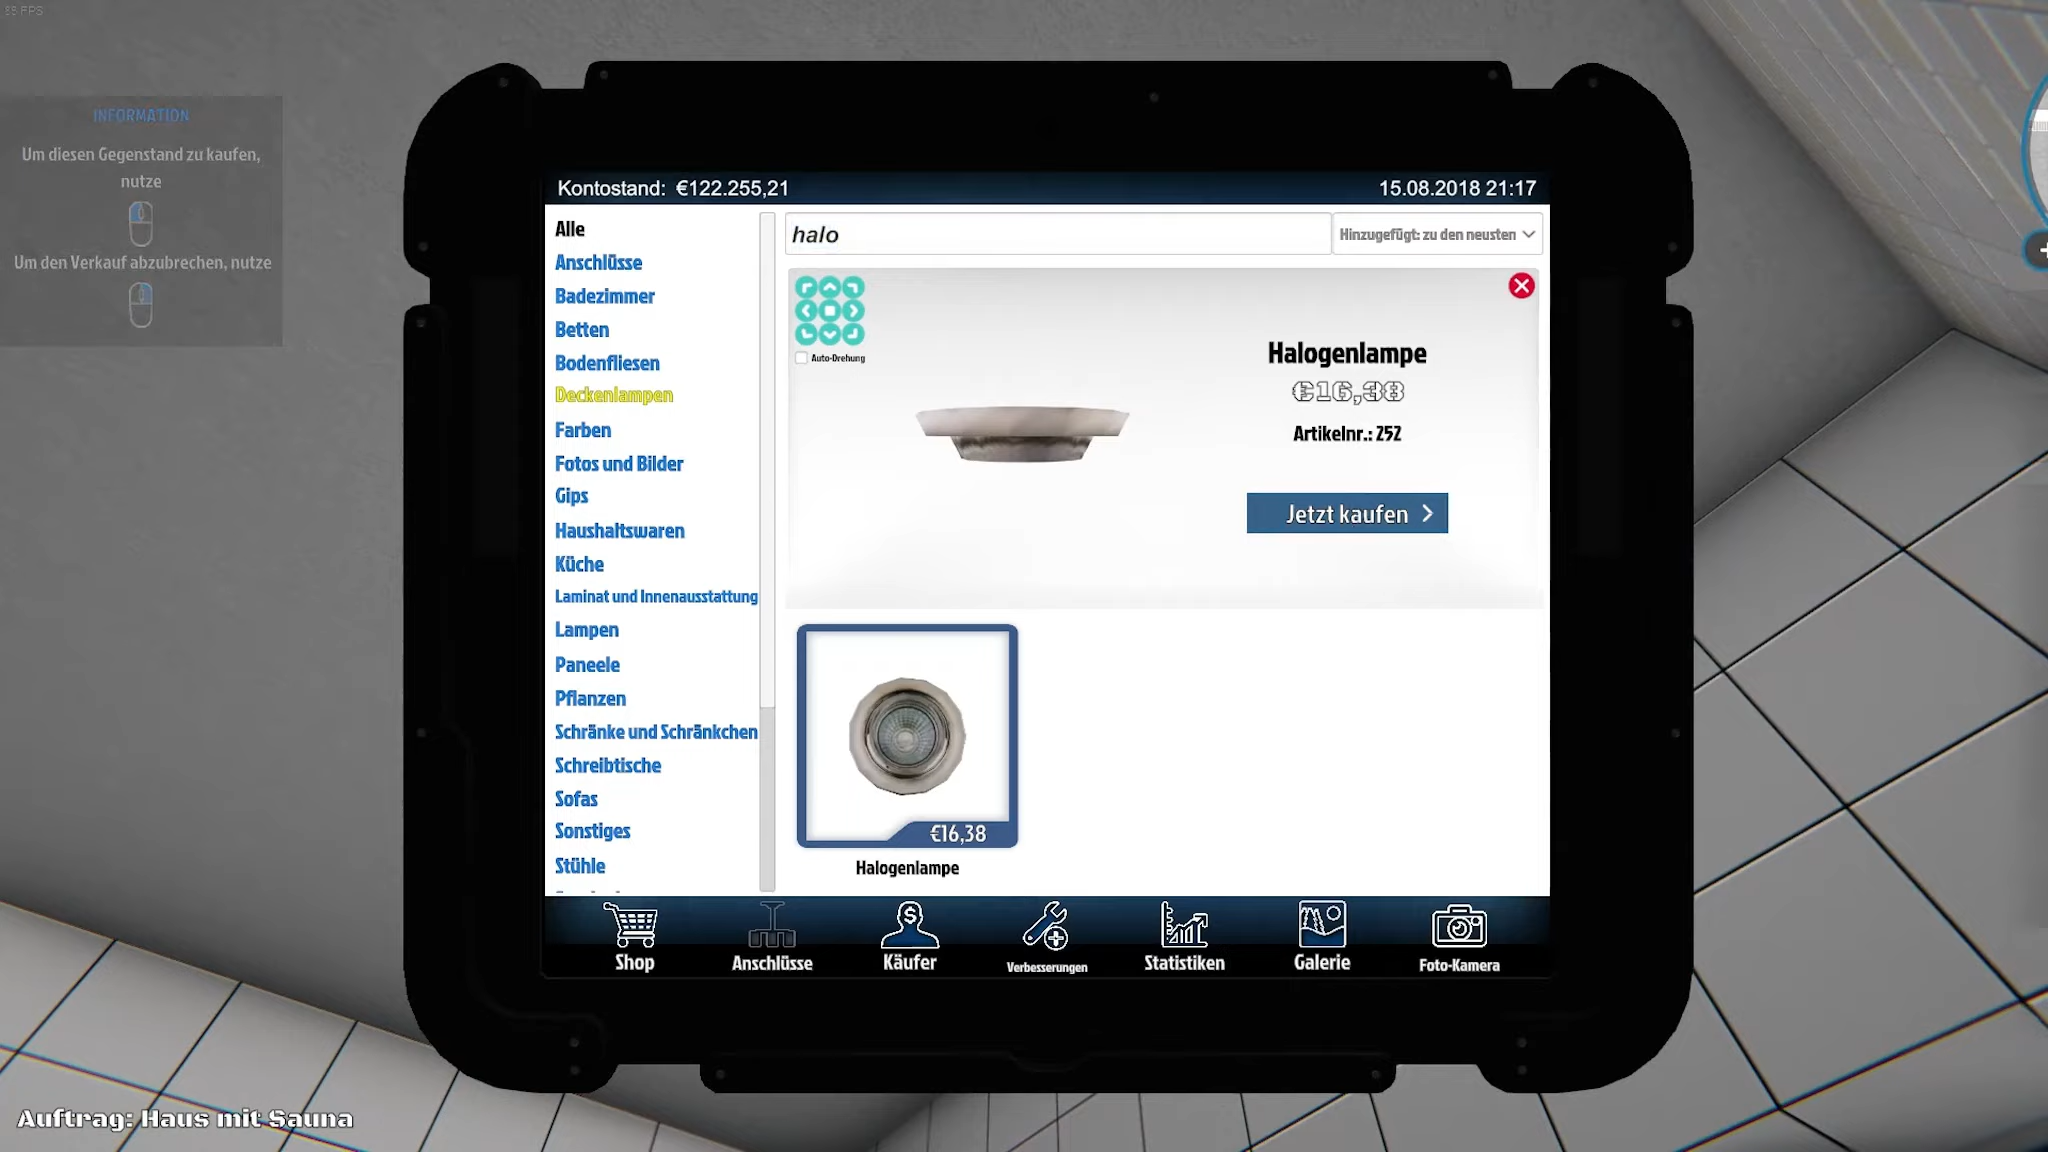 55 FPS
INFORMATION
Um diesen Gegenstand zu kaufen,
nutze
Um den Verkauf abzubrechen, nutze
Kontostand: €122.255,21
15.08.2018 21:17
Alle
Anschlüsse
Badezimmer
Betten
Bodenfliesen
Deckenlampen
Farben
Fotos und Bilder
Gips
Haushaltswaren
Küche
Laminat und Innenausstattung
Lampen
Paneele
Pflanzen
Schränke und Schränkchen
Schreibtische
Sofas
Sonstiges
Stühle
halo
Hinzugefügt: zu den neusten
Auto-Drehung
Halogenlampe
€16,38
Artikelnr.: 252
Jetzt kaufen
€16,38
Halogenlampe
Shop
Anschlüsse
Käufer
Verbesserungen
Statistiken
Galerie
Foto-Kamera
Auftrag: Haus mit Sauna